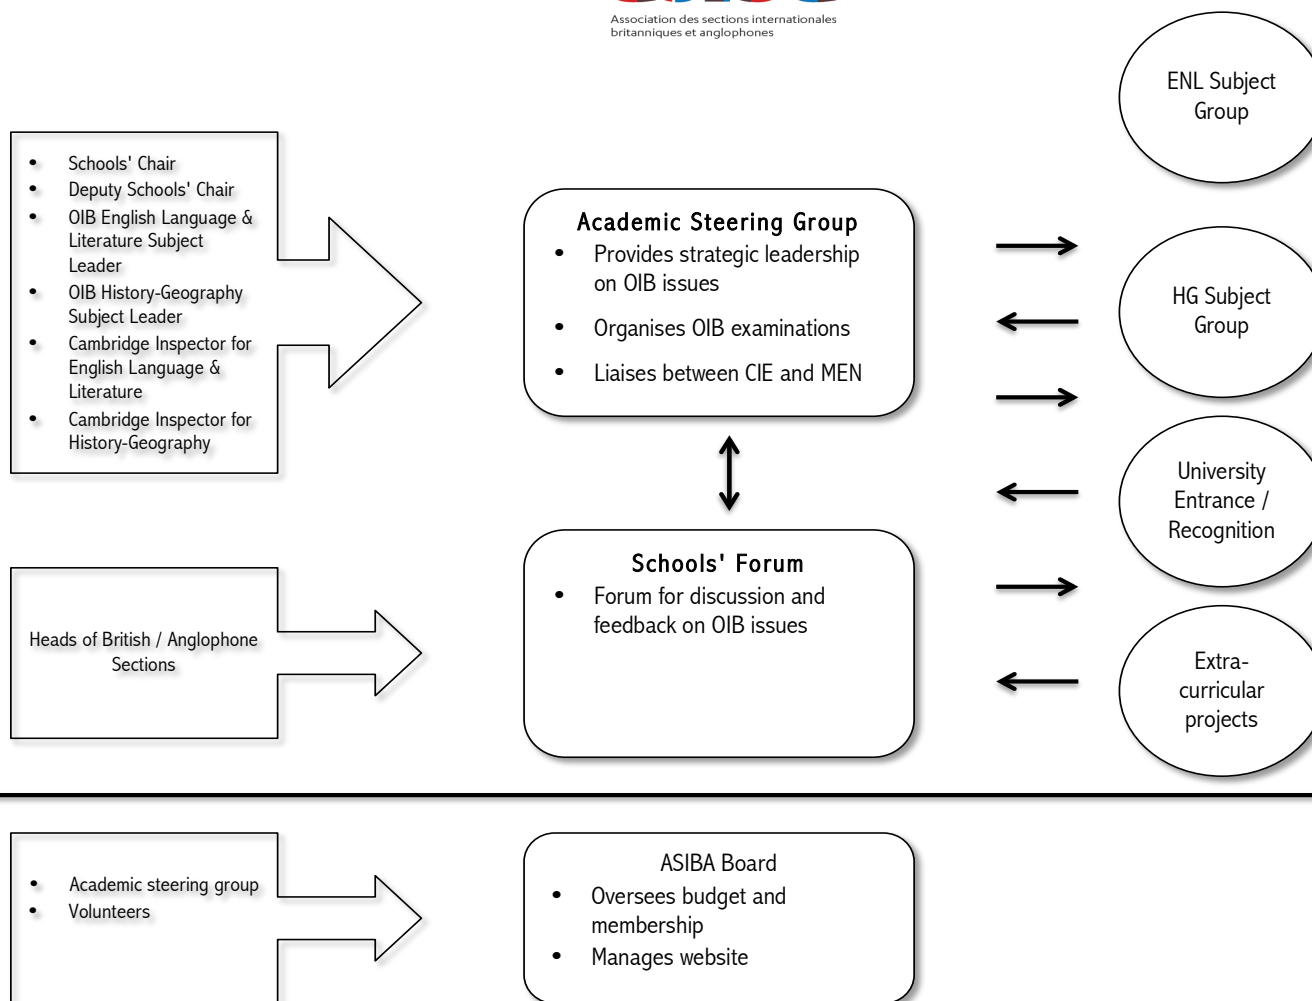 Association des sections internationales
britanniques et anglophones
ENL Subject
Group
• Schools' Chair
• Deputy Schools' Chair
• OIB English Language &
Literature Subject
Leader
• OIB History-Geography
Subject Leader
• Cambridge Inspector for
English Language &
Literature
• Cambridge Inspector for
History-Geography
Academic Steering Group
• Provides strategic leadership
on OIB issues
• Organises OIB examinations
• Liaises between CIE and MEN
HG Subject
Group
University
Entrance /
Recognition
Heads of British / Anglophone
Sections
Schools' Forum
• Forum for discussion and
feedback on OIB issues
Extra-
curricular
projects
• Academic steering group
• Volunteers
ASIBA Board
• Oversees budget and
membership
• Manages website